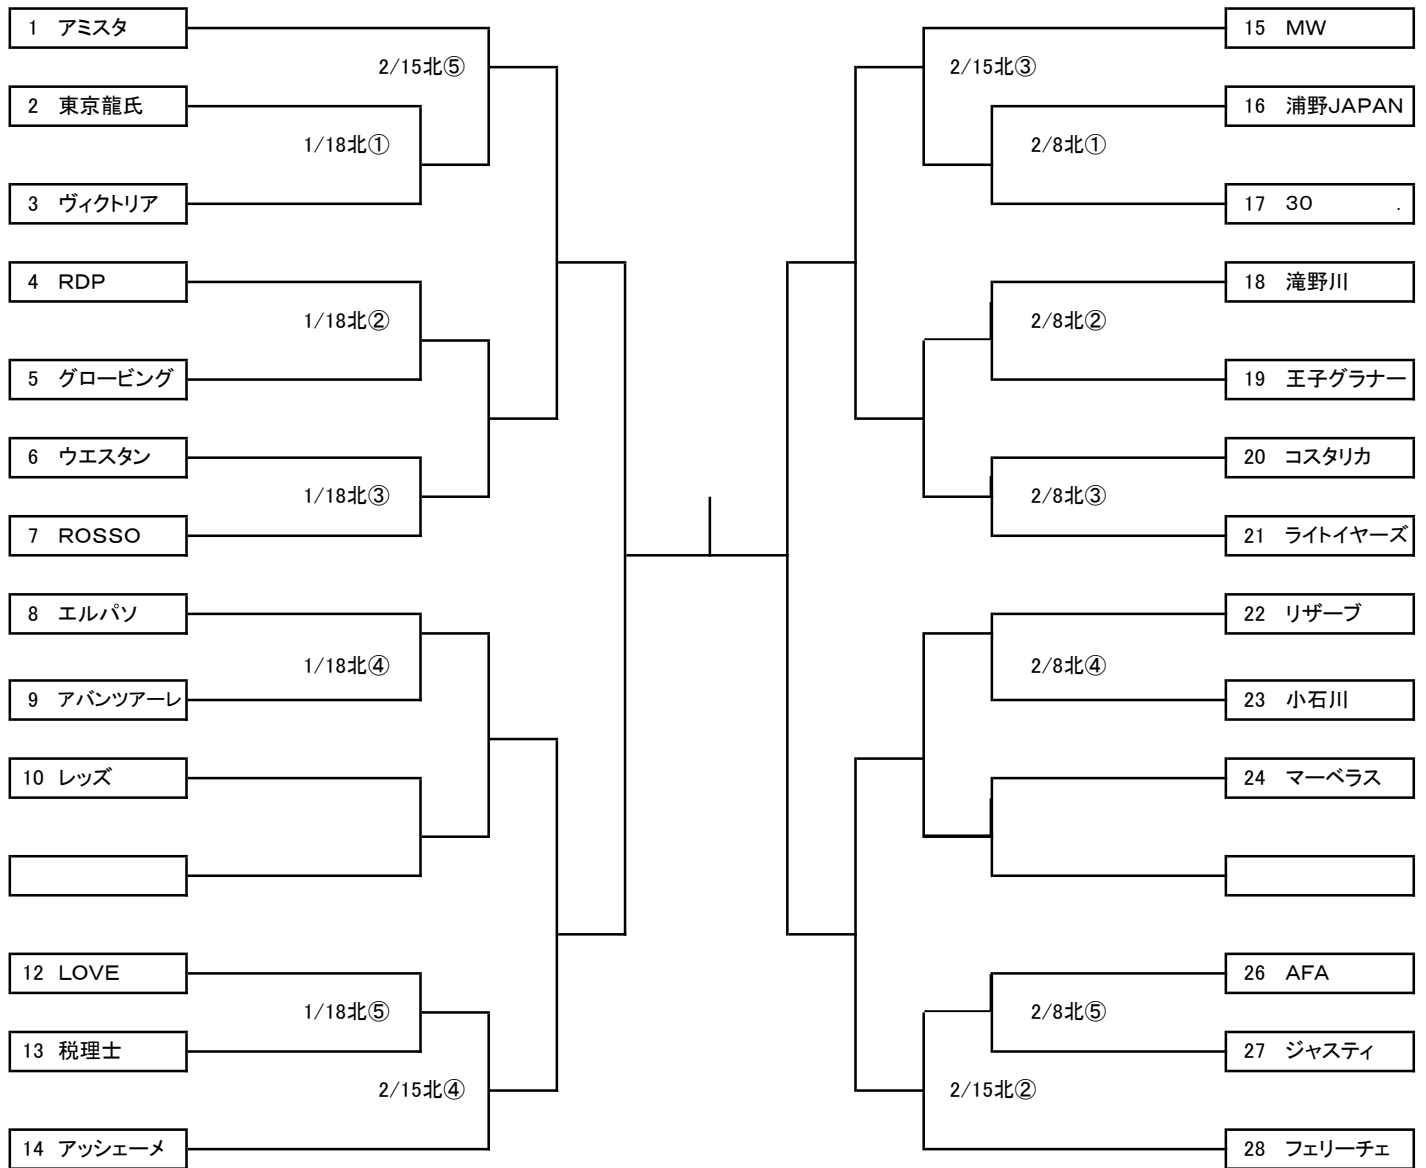 1 アミスタ
2/15北⑤
2 東京龍氏
1/18北①
3 ヴィクトリア
4 RDP
1/18北②
5 グロービング
6 ウエスタン
1/18北③
7 ROSSO
8 エルパソ
1/18北④
9 アバンツアーレ
10 レッズ
12 LOVE
1/18北⑤
13 税理士
2/15北④
14 アッシェーメ
15 MW
2/15北③
16 浦野JAPAN
2/8北①
17 30 .
18 滝野川
2/8北②
19 王子グラナー
20 コスタリカ
2/8北③
21 ライトイヤーズ
22 リザーブ
2/8北④
23 小石川
24 マーベラス
26 AFA
2/8北⑤
27 ジャスティ
2/15北②
28 フェリーチェ